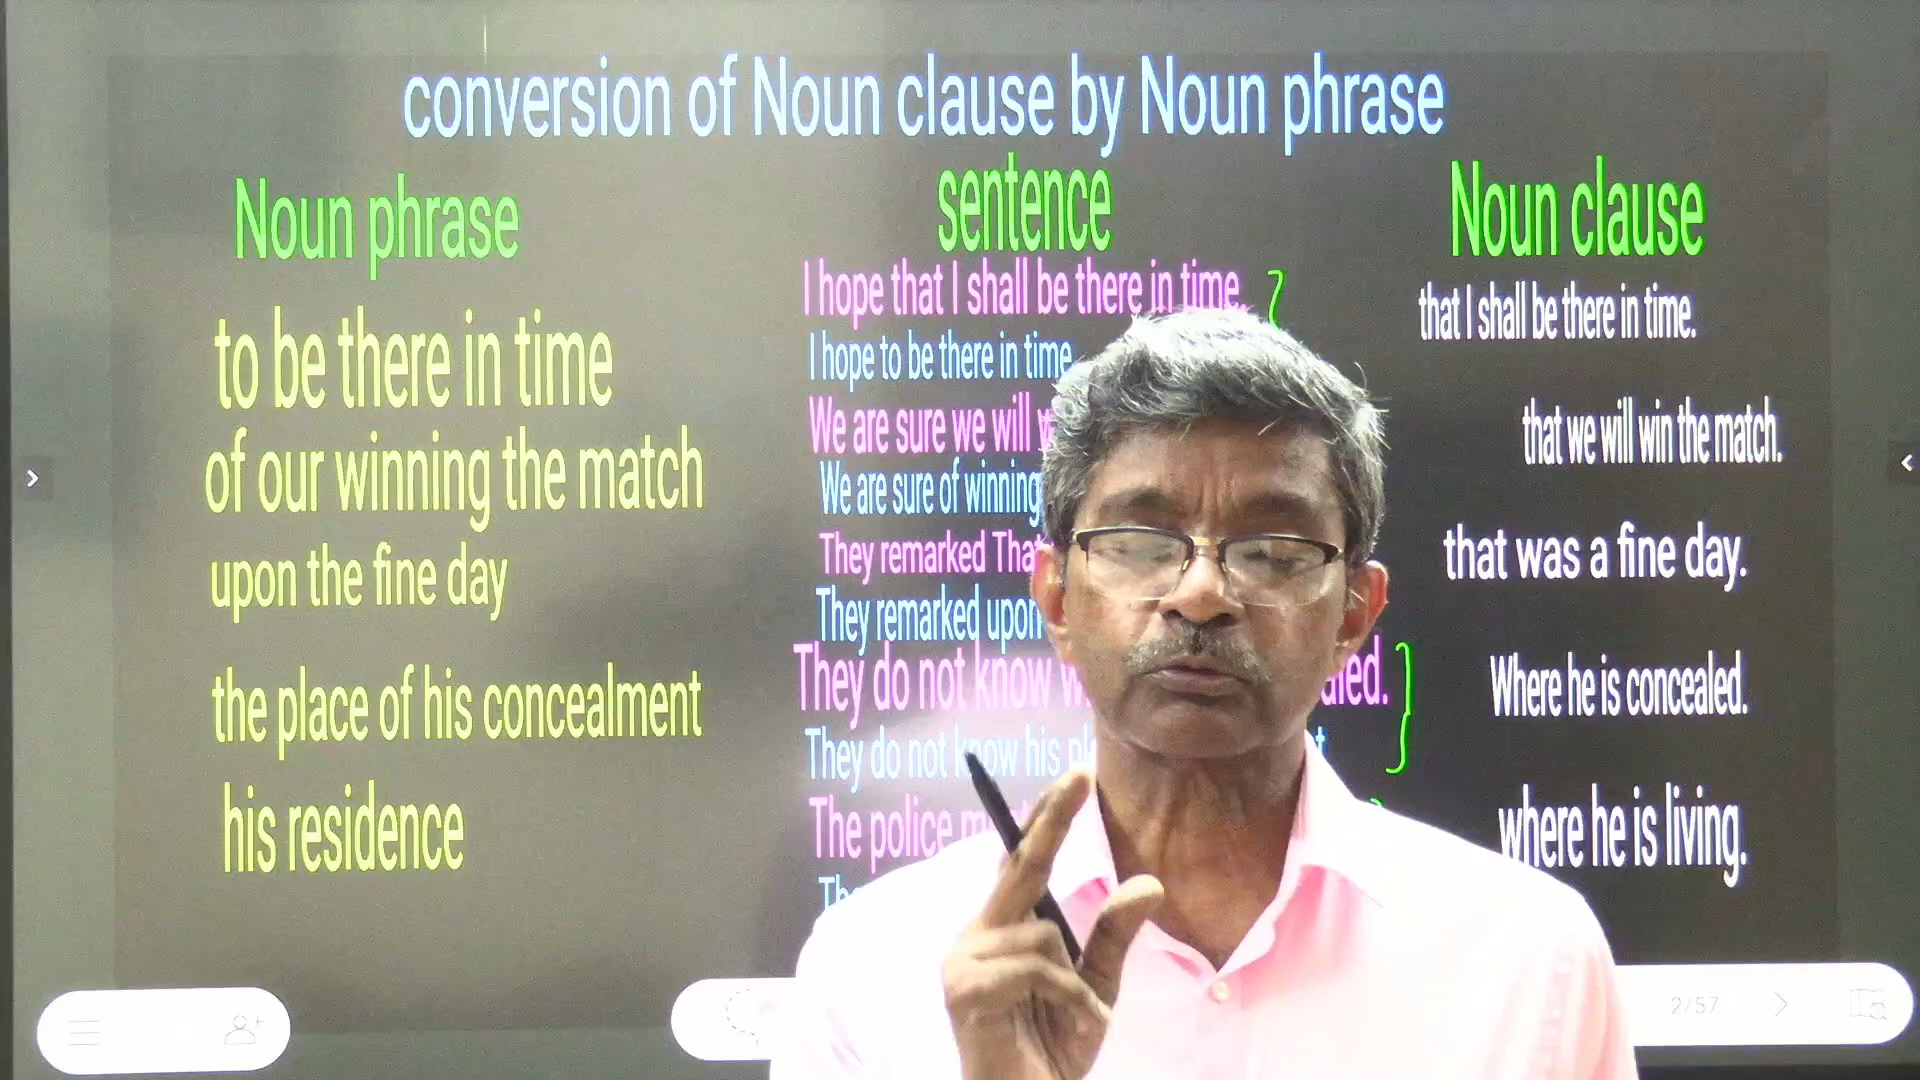 conversion of Noun clause by Noun phrase
Noun phrase
sentence
Noun clause
to be there in time
of our winning the match
upon the fine day
the place of his concealment
his residence
I hope that I shall be there in time.
I hope to be there in time
We are sure we will
We are sure of winning
They remarked That
They remarked upon
They do not know
They do not know his
The police
that I shall be there in time.
that we will win the match.
that was a fine day.
Where he is concealed.
where he is living.
2/57